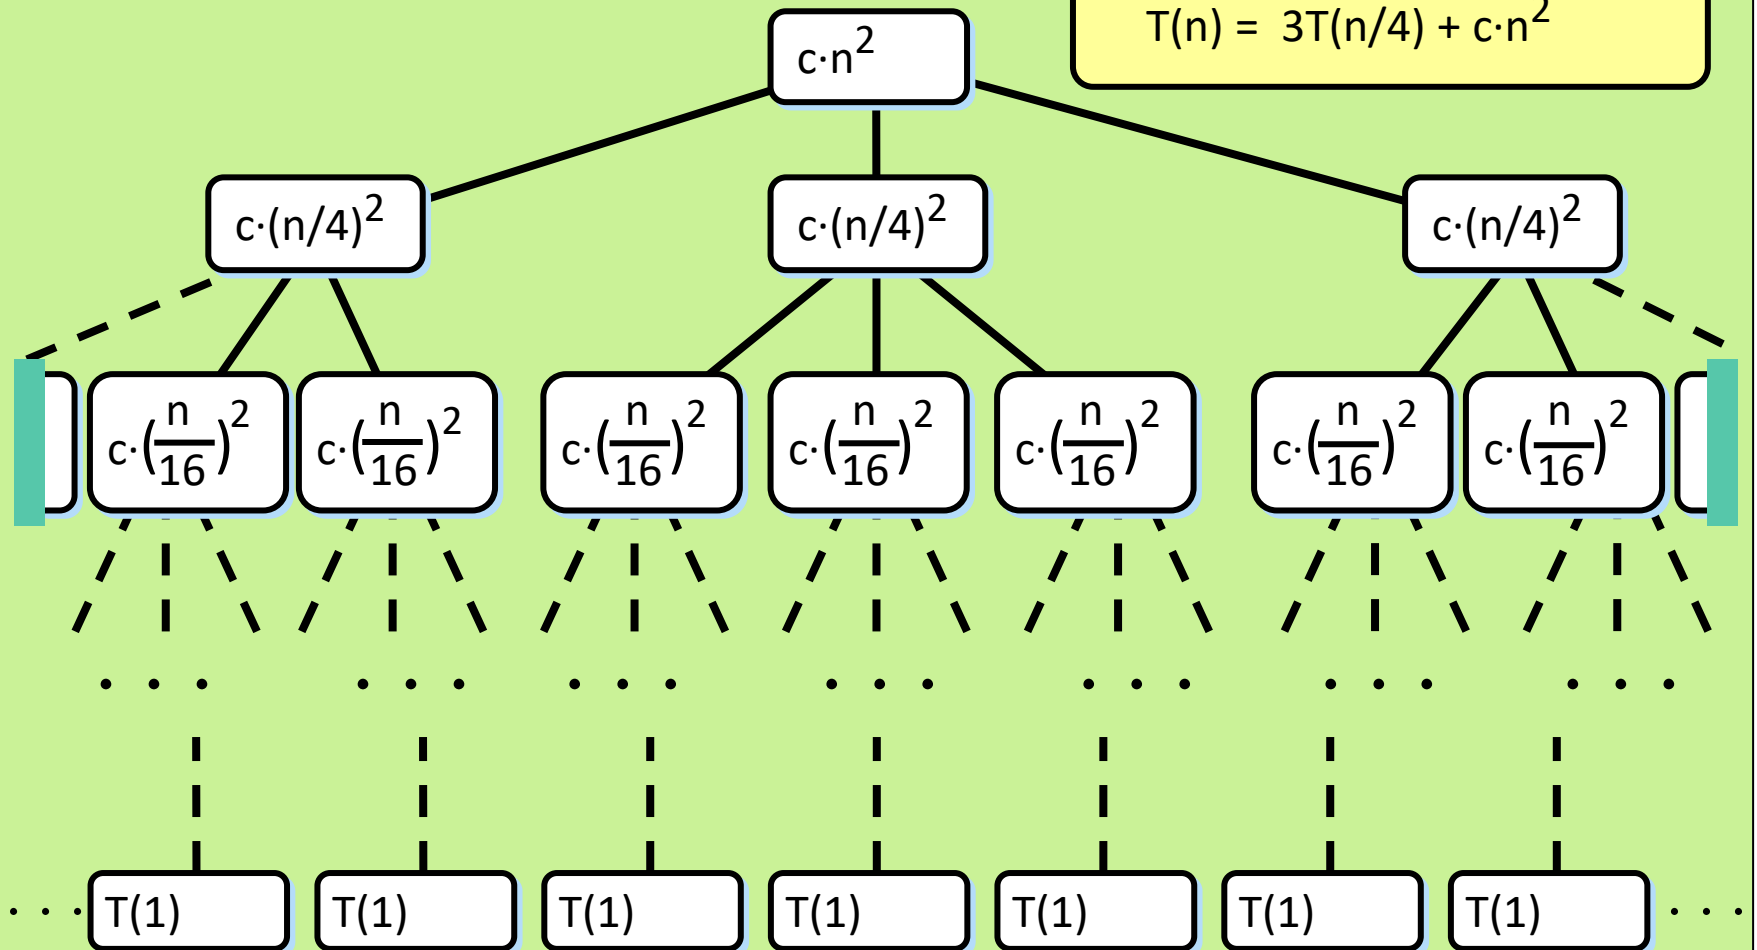 T(n) = 3T(n/4) + c·n²
c·n²
c·(n/4)² c·(n/4)² c·(n/4)²
c·(n/16)² c·(n/16)² c·(n/16)² c·(n/16)² c·(n/16)² c·(n/16)² c·(n/16)²
· · · · · · · · · · · · · · · · · · · · ·
· · · T(1) T(1) T(1) T(1) T(1) T(1) T(1) · · ·